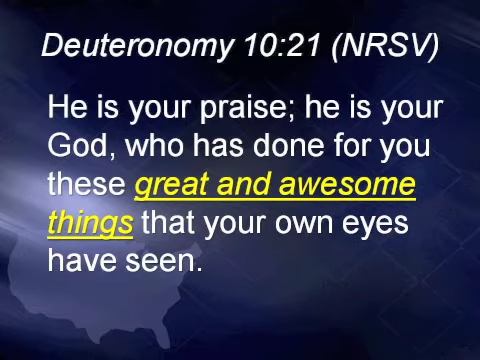 Deuteronomy 10:21 (NRSV)
He is your praise; he is your
God, who has done for you
these great and awesome
things that your own eyes
have seen.